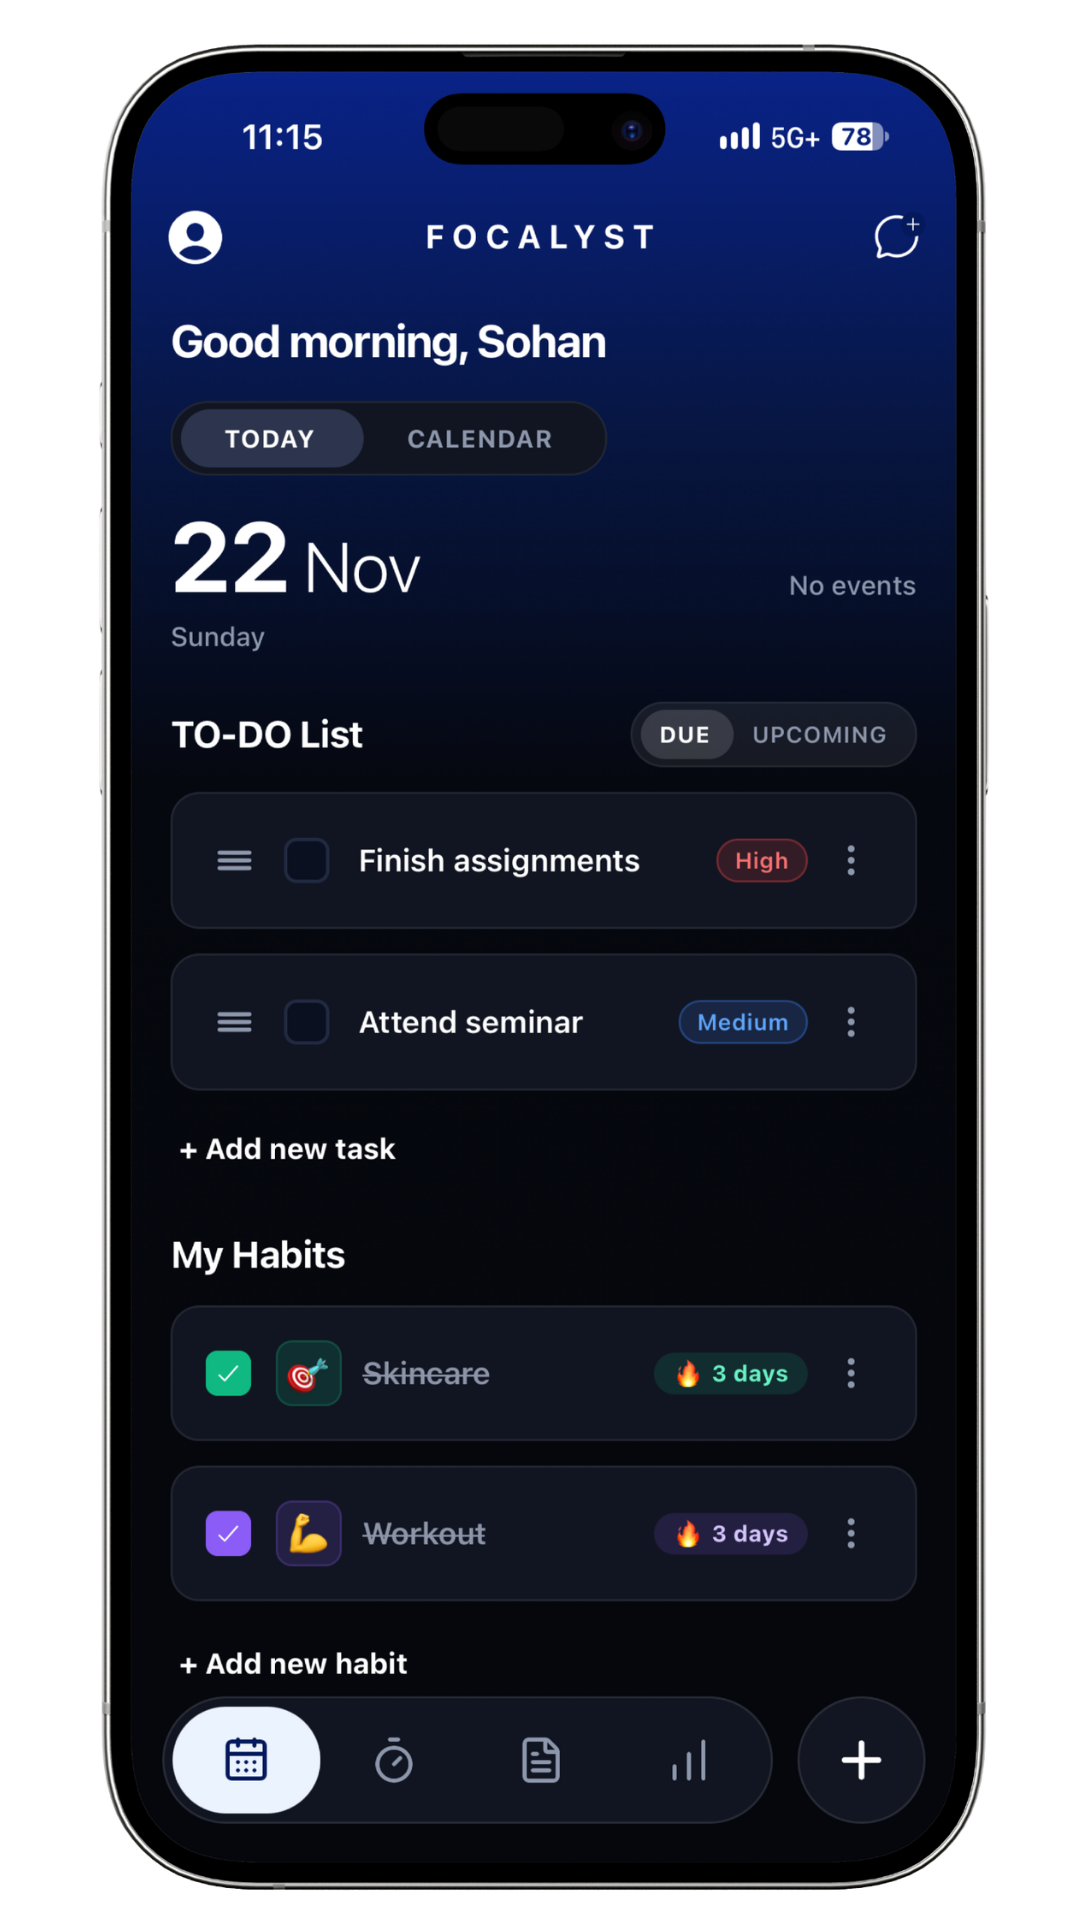 11:15 5G+ 78
FOCALYST
Good morning, Sohan
TODAY CALENDAR
22 Nov
No events
Sunday
TO-DO List DUE UPCOMING
Finish assignments High
Attend seminar Medium
+ Add new task
My Habits
Skincare 🔥 3 days
Workout 🔥 3 days
+ Add new habit